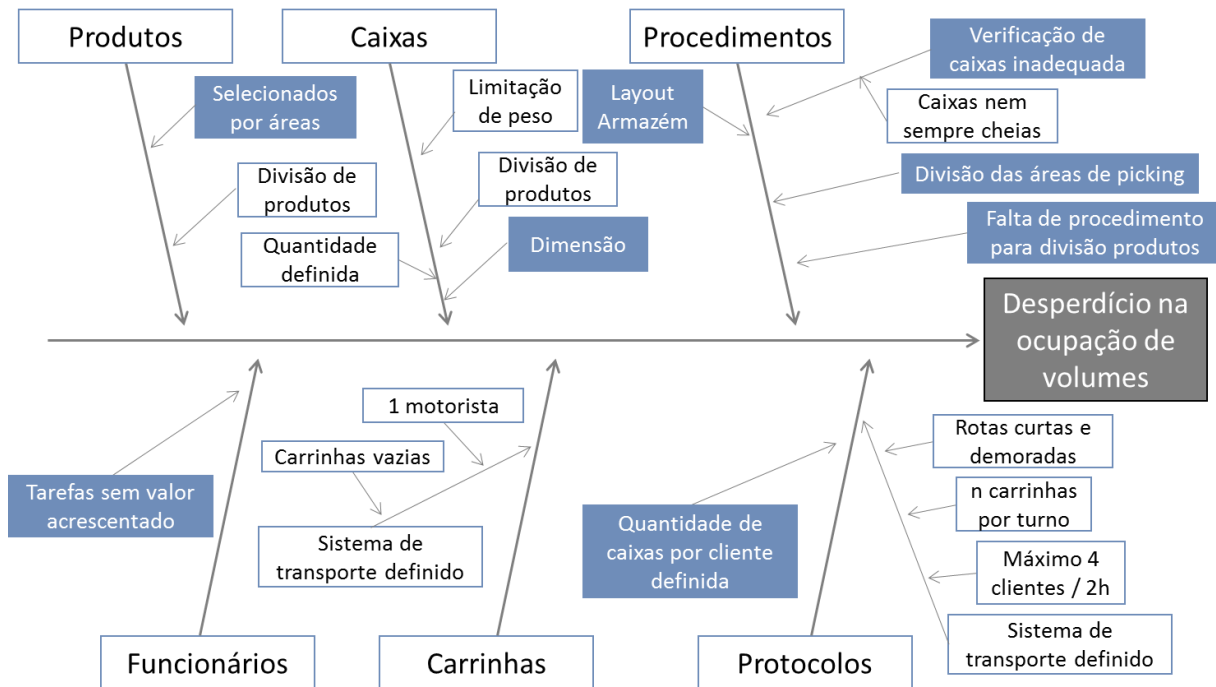 Produtos
Caixas
Procedimentos
Verificação de
caixas inadequada
Selecionados
por áreas
Limitação
de peso
Layout
Armazém
Caixas nem
sempre cheias
Divisão de
produtos
Divisão de
produtos
Divisão das áreas de picking
Quantidade
definida
Dimensão
Falta de procedimento
para divisão produtos
Desperdício na
ocupação de
volumes
1 motorista
Rotas curtas e
demoradas
Carrinhas vazias
Tarefas sem valor
acrescentado
n carrinhas
por turno
Quantidade de
caixas por cliente
definida
Sistema de
transporte definido
Máximo 4
clientes / 2h
Sistema de
transporte definido
Funcionários
Carrinhas
Protocolos